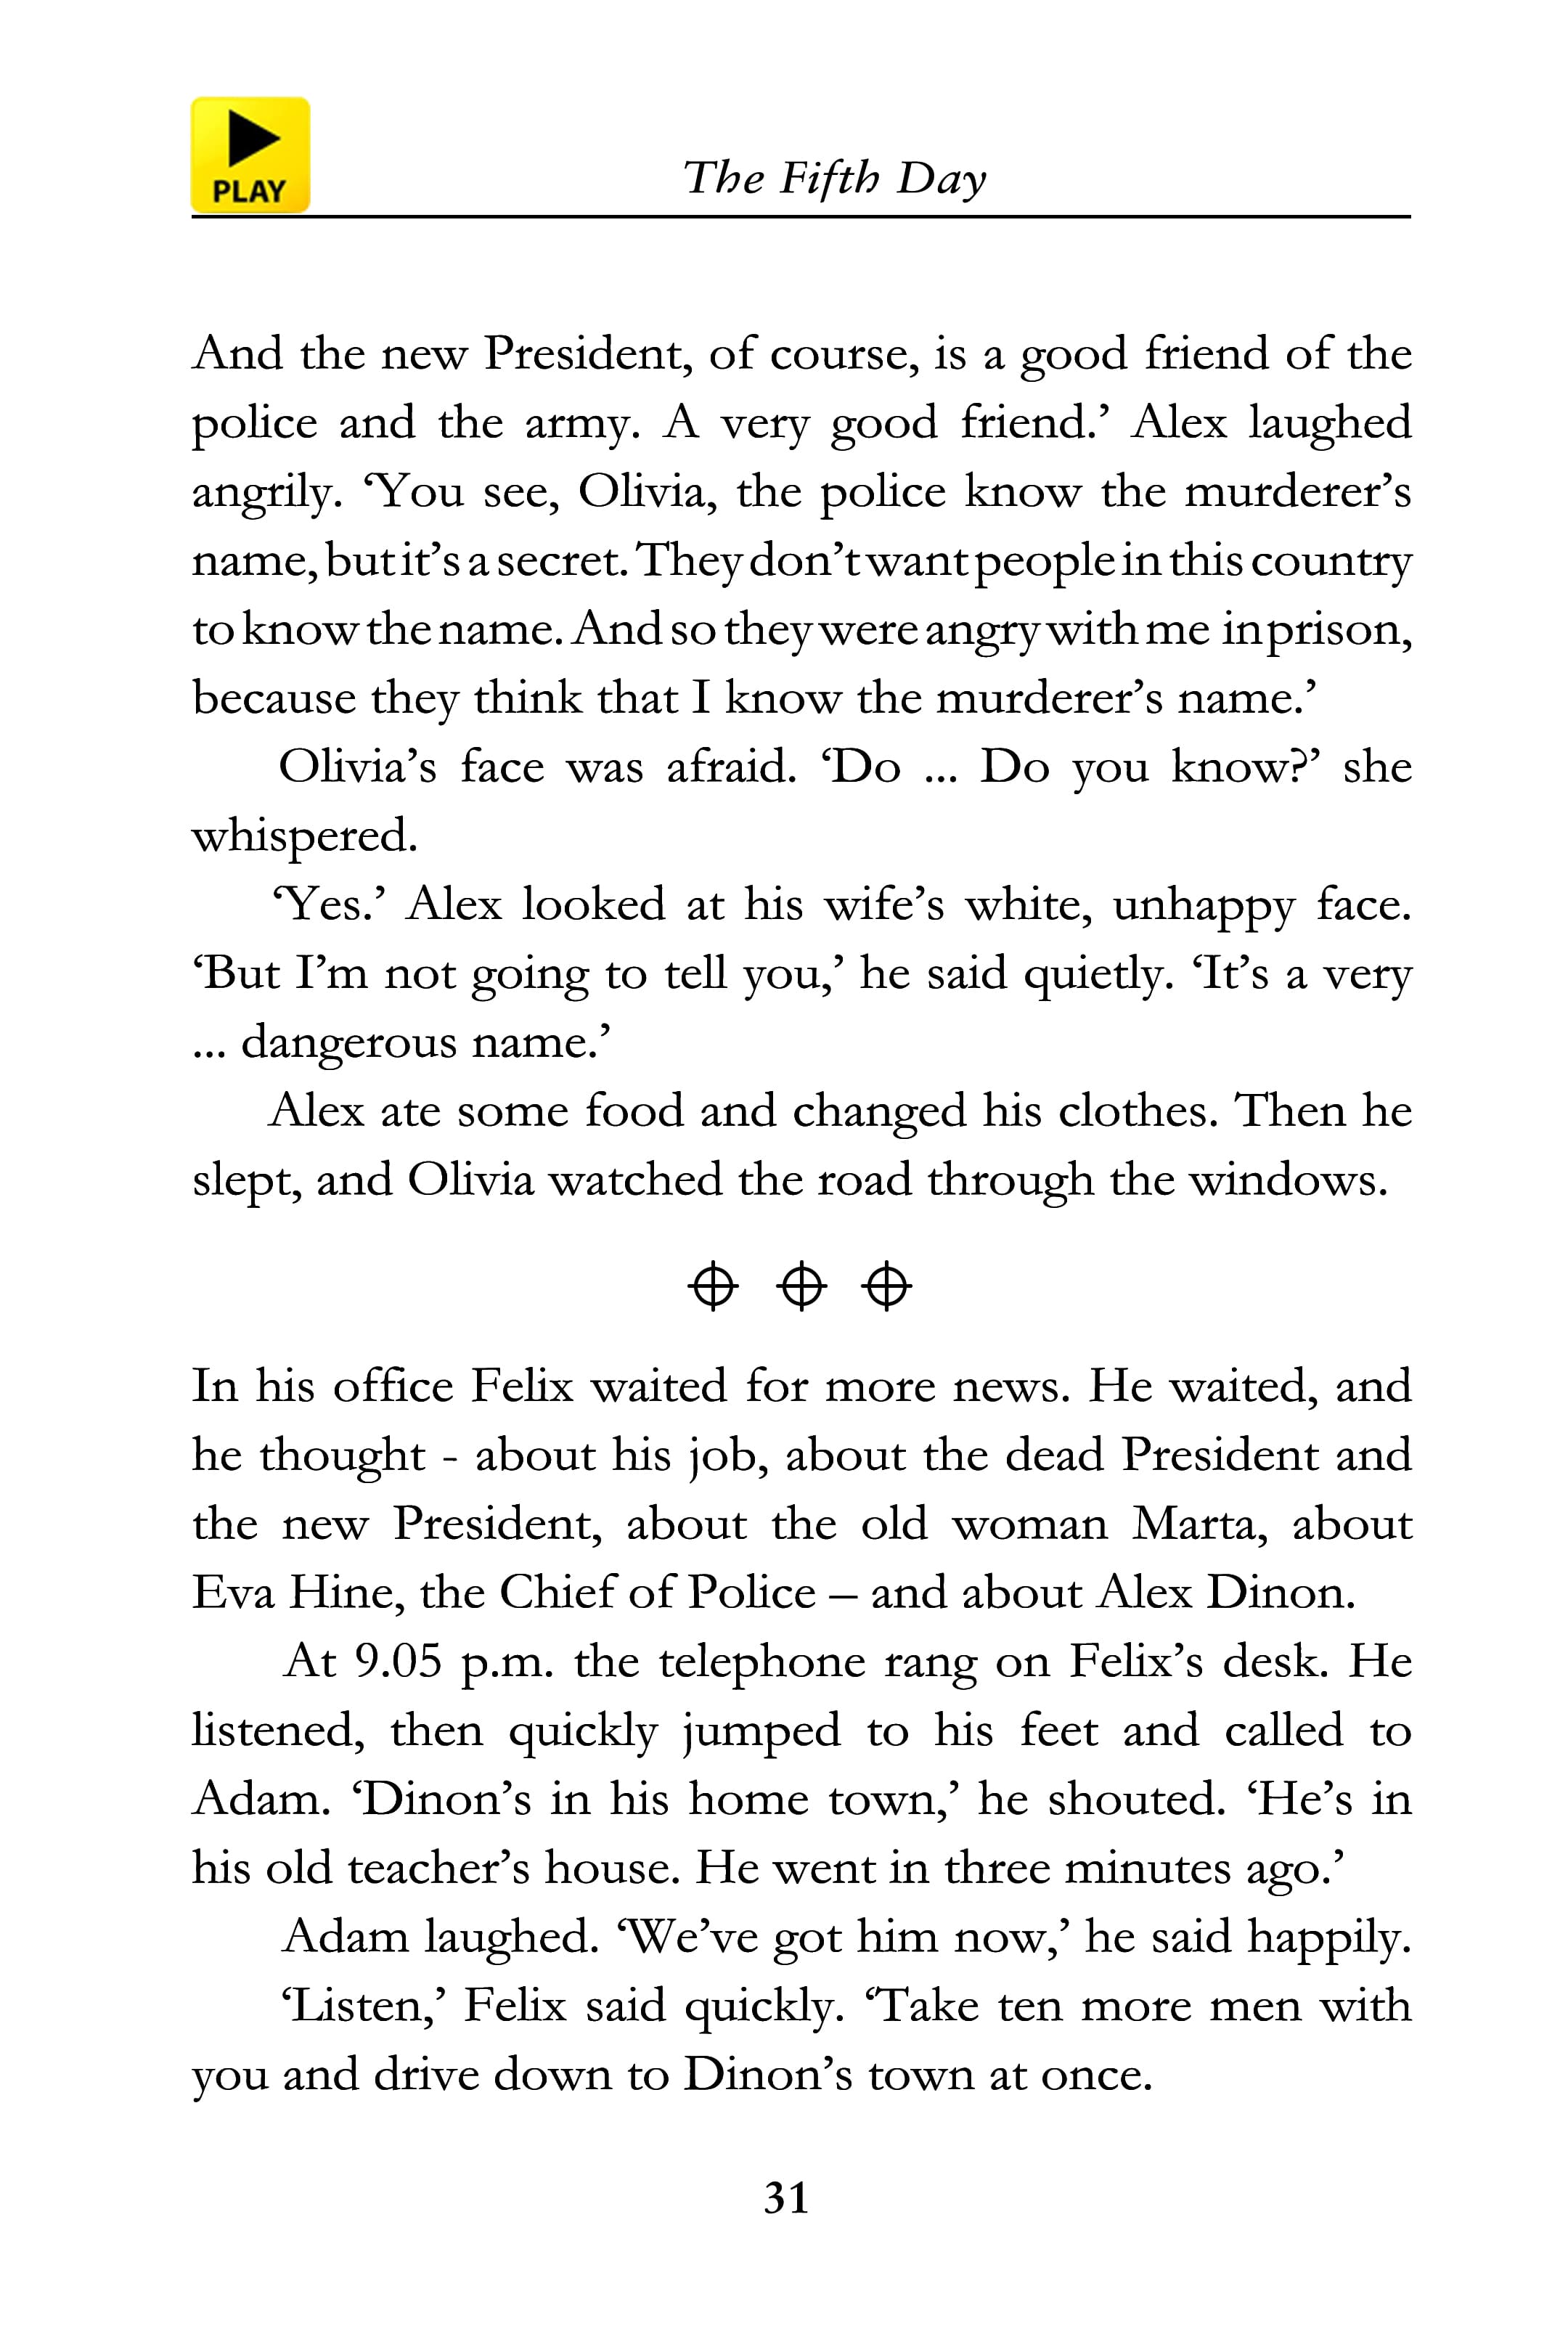 PLAY
The Fifth Day
And the new President, of course, is a good friend of the
police and the army. A very good friend.’ Alex laughed
angrily. ‘You see, Olivia, the police know the murderer’s
name, but it’s a secret. They don’t want people in this country
to know the name. And so they were angry with me in prison,
because they think that I know the murderer’s name.’
Olivia’s face was afraid. ‘Do ... Do you know?’ she
whispered.
‘Yes.’ Alex looked at his wife’s white, unhappy face.
‘But I’m not going to tell you,’ he said quietly. ‘It’s a very
... dangerous name.’
Alex ate some food and changed his clothes. Then he
slept, and Olivia watched the road through the windows.
In his office Felix waited for more news. He waited, and
he thought - about his job, about the dead President and
the new President, about the old woman Marta, about
Eva Hine, the Chief of Police – and about Alex Dinon.
At 9.05 p.m. the telephone rang on Felix’s desk. He
listened, then quickly jumped to his feet and called to
Adam. ‘Dinon’s in his home town,’ he shouted. ‘He’s in
his old teacher’s house. He went in three minutes ago.’
Adam laughed. ‘We’ve got him now,’ he said happily.
‘Listen,’ Felix said quickly. ‘Take ten more men with
you and drive down to Dinon’s town at once.
31